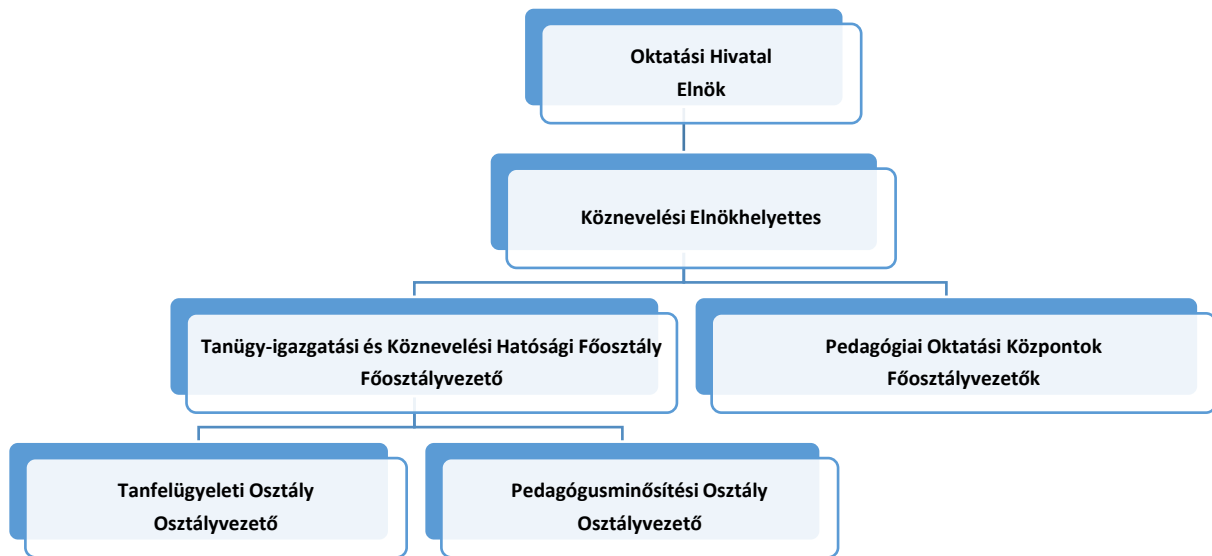 Oktatási Hivatal
Elnök
Köznevelési Elnökhelyettes
Tanügy-igazgatási és Köznevelési Hatósági Főosztály
Főosztályvezető
Pedagógiai Oktatási Központok
Főosztályvezetők
Tanfelügyeleti Osztály
Osztályvezető
Pedagógusminősítési Osztály
Osztályvezető